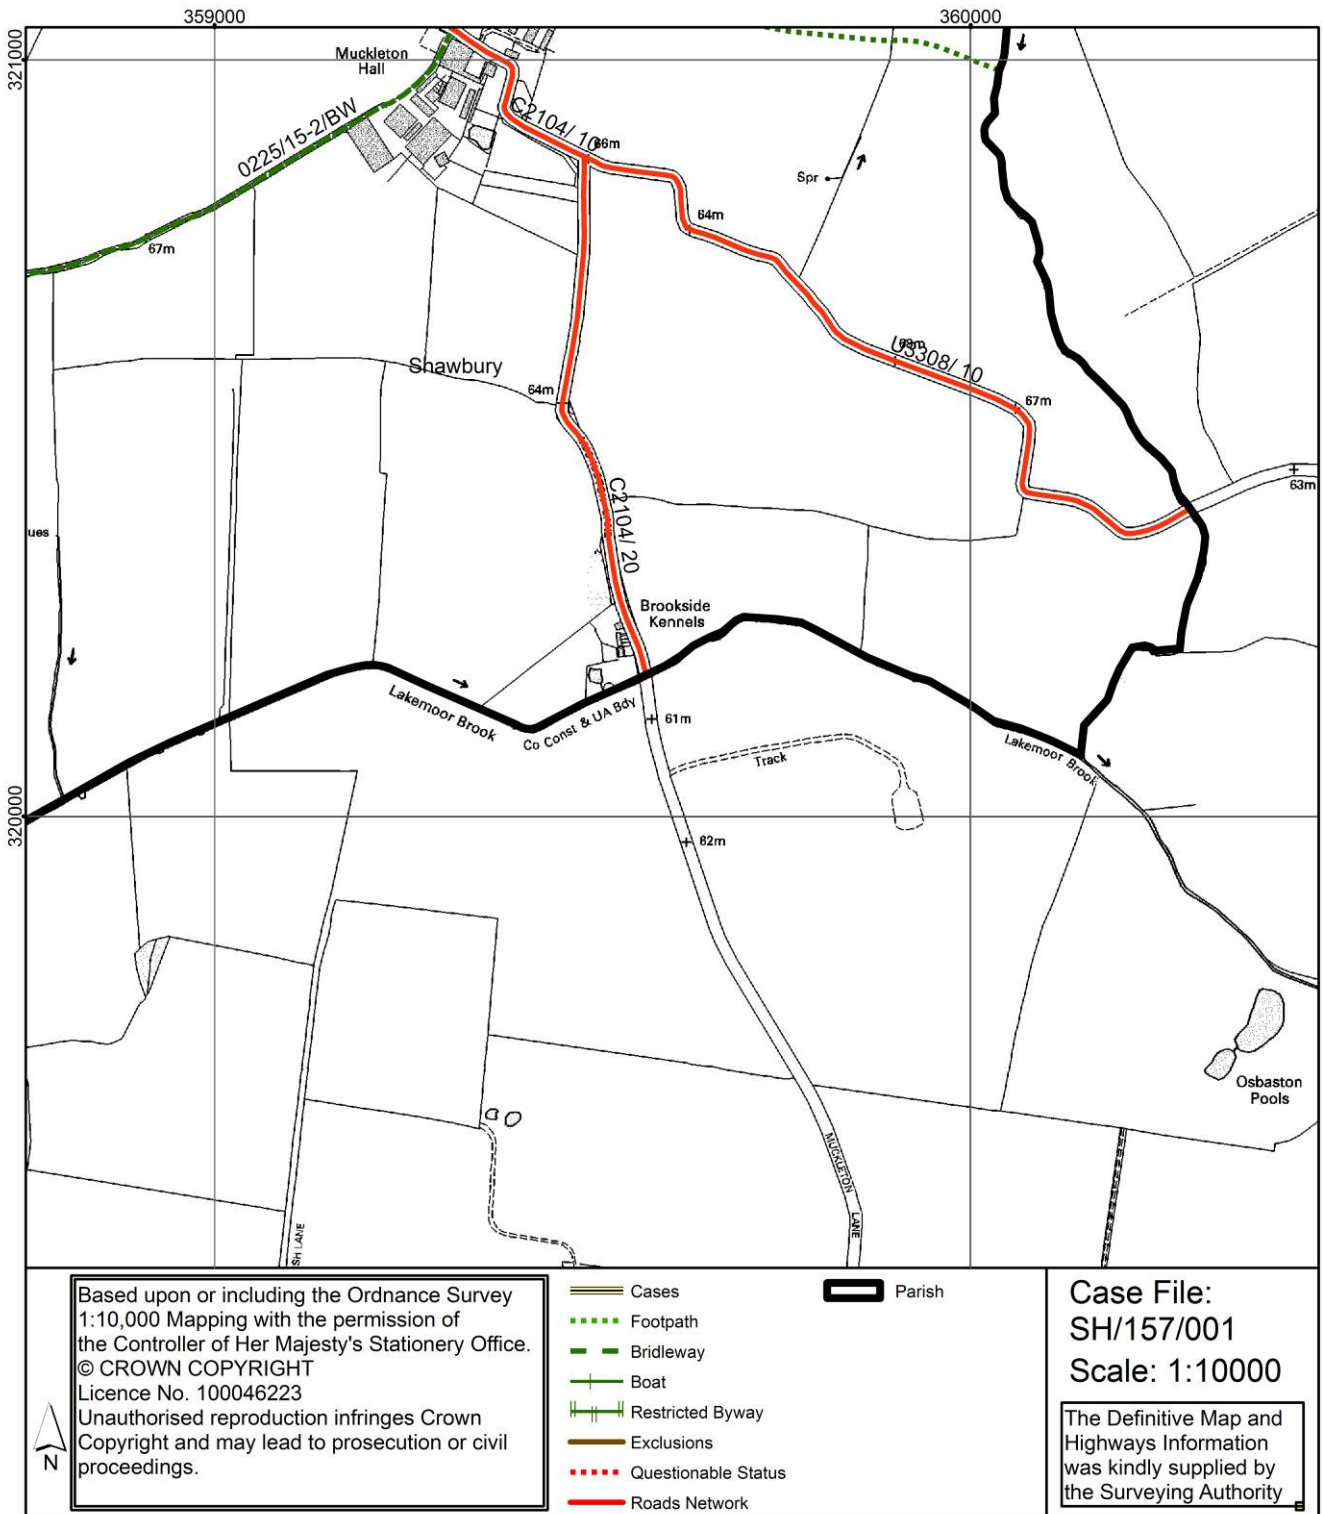 359000
360000
321000
Muckleton
Hall
0225/15-2/BW
C2104/ 10
66m
Spr
64m
67m
Shawbury
64m
U3308/ 10
67m
63m
C2104/ 20
ues
Brookside
Kennels
Lakemoor Brook
Co Const & UA Bdy
61m
Track
Lakemoor Brook
320000
62m
Osbaston
Pools
MUCKLETON
LANE
SH LANE
Based upon or including the Ordnance Survey
1:10,000 Mapping with the permission of
the Controller of Her Majesty's Stationery Office.
© CROWN COPYRIGHT
Licence No. 100046223
Unauthorised reproduction infringes Crown
Copyright and may lead to prosecution or civil
proceedings.
N
Cases
Footpath
Bridleway
Boat
Restricted Byway
Exclusions
Questionable Status
Roads Network
Parish
Case File:
SH/157/001
Scale: 1:10000
The Definitive Map and
Highways Information
was kindly supplied by
the Surveying Authority